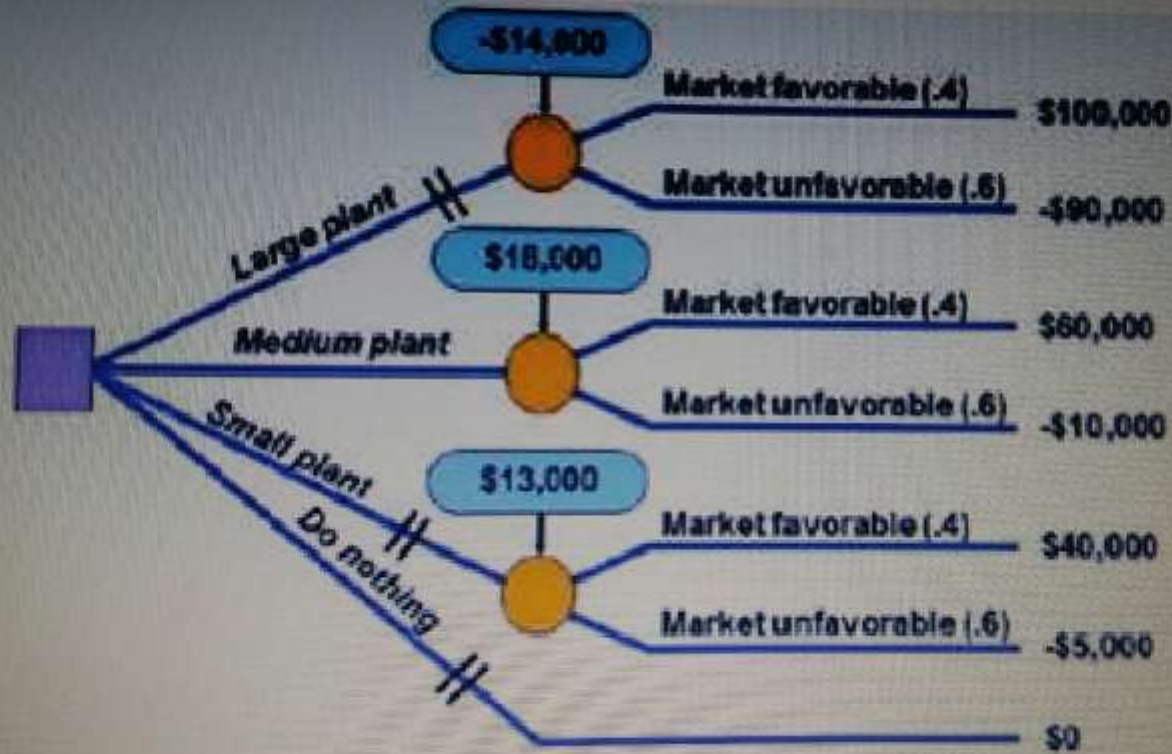 -$14,000
Market favorable (.4)
$100,000
Market unfavorable (.6)
-$90,000
Large plant
$18,000
Market favorable (.4)
$60,000
Medium plant
Market unfavorable (.6)
-$10,000
Small plant
$13,000
Market favorable (.4)
$40,000
Do nothing
Market unfavorable (.6)
-$5,000
$0